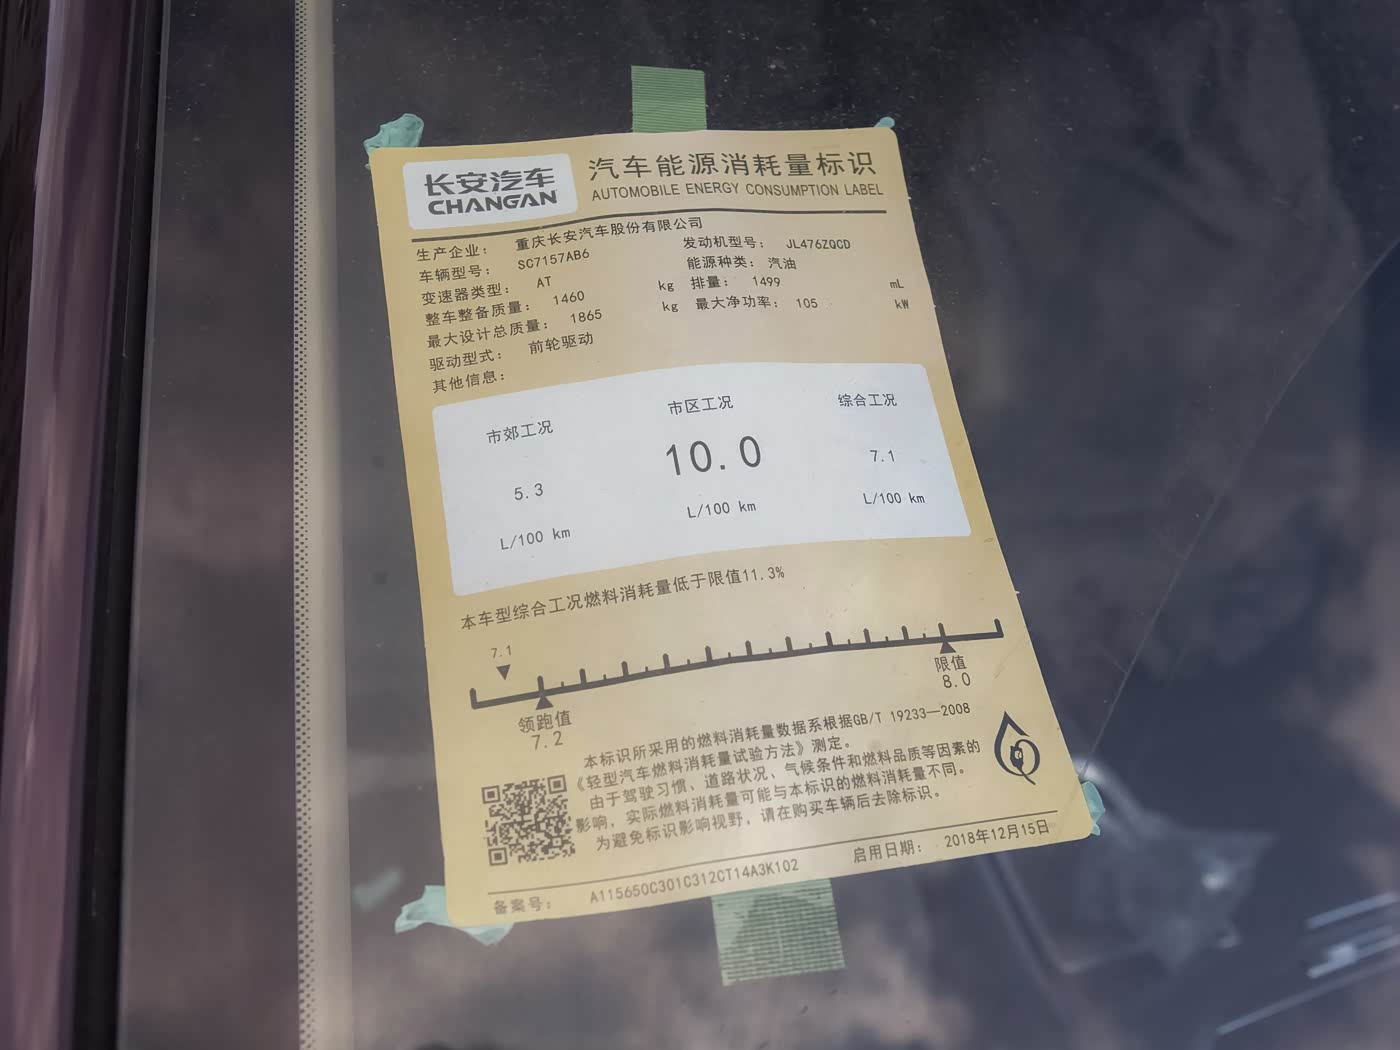 长安汽车
CHANGAN
汽车能源消耗量标识
AUTOMOBILE ENERGY CONSUMPTION LABEL
生产企业： 重庆长安汽车股份有限公司
车辆型号： SC7157AB6 发动机型号： JL476ZQCD
变速器类型： AT 能源种类： 汽油
整车整备质量： 1460 kg 排量： 1499 mL
最大设计总质量： 1865 kg 最大净功率： 105 kW
驱动型式： 前轮驱动
其他信息：
市郊工况 市区工况 综合工况
5.3 10.0 7.1
L/100 km L/100 km L/100 km
本车型综合工况燃料消耗量低于限值11.3%
7.1
领跑值 限值
7.2 8.0
本标识所采用的燃料消耗量数据系根据GB/T 19233—2008
《轻型汽车燃料消耗量试验方法》测定。
由于驾驶习惯、道路状况、气候条件和燃料品质等因素的
影响，实际燃料消耗量可能与本标识的燃料消耗量不同。
为避免标识影响视野，请在购买车辆后去除标识。
备案号： A115650C301C312CT14A3K102 启用日期： 2018年12月15日